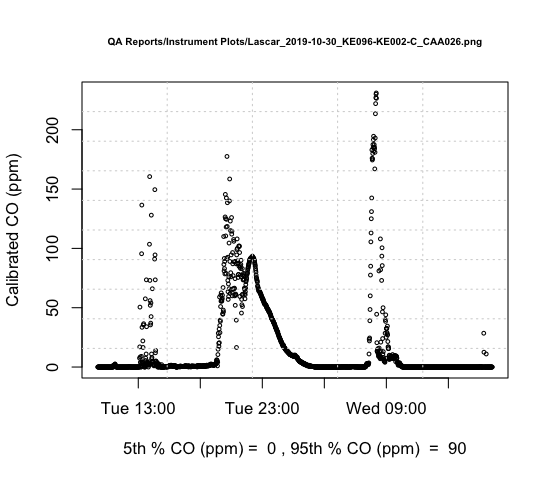 QA Reports/Instrument Plots/Lascar_2019-10-30_KE096-KE002-C_CAA026.png
Calibrated CO (ppm)
200
150
100
50
0
Tue 13:00 Tue 23:00 Wed 09:00
5th % CO (ppm) = 0 , 95th % CO (ppm) = 90